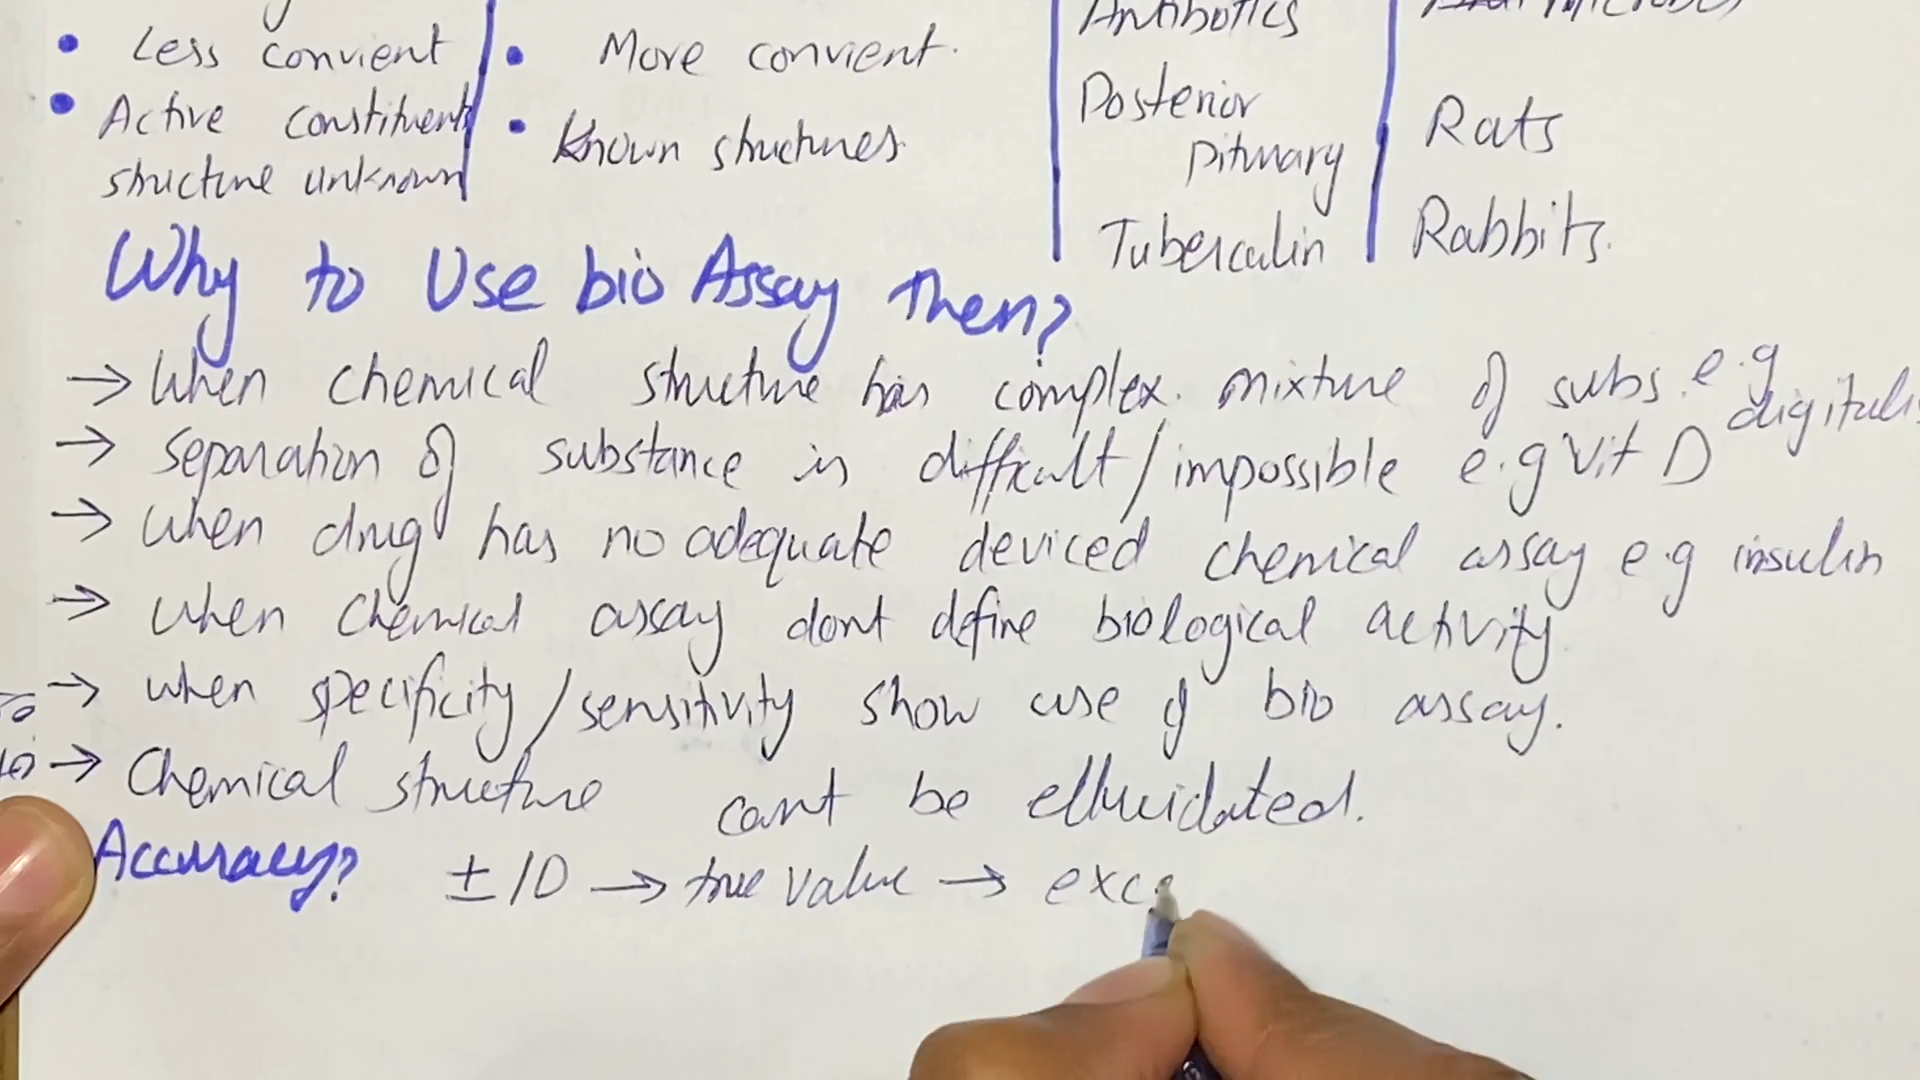 • Less convient
• Active constituents
structure unknown
• More convient.
• Known structures
Antibotics
Posterior
pituary
Rats
Tuberculin
Rabbits.
Why to Use bio Assay Then?
→ When chemical structure has complex. mixture of subs. e.g
digitalis
→ separation of substance is difficult/impossible e.g Vit D
→ when drug has no adequate deviced chemical assay e.g insulin
→ when chemical assay dont define biological activity
→ when specificity/sensitivity show use of bio assay.
→ Chemical structure cant be elluidated.
Accuracy? ± 10 → true value → exce